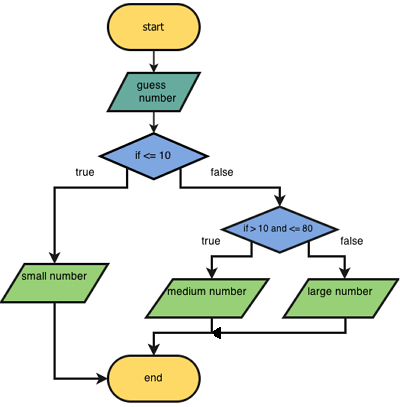 start
guess
number
if <= 10
true
false
if > 10 and <= 80
true
false
small number
medium number
large number
end